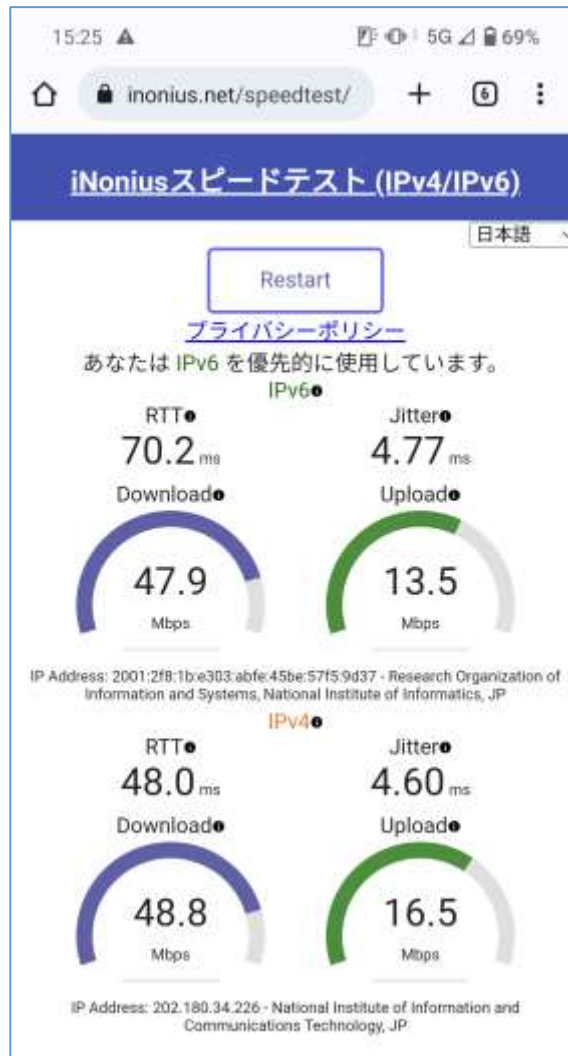 15:25 5G 69%
inonius.net/speedtest/ + 6
iNoniusスピードテスト (IPv4/IPv6)
日本語
Restart
プライバシーポリシー
あなたは IPv6 を優先的に使用しています。
IPv6
RTT Jitter
70.2 ms 4.77 ms
Download Upload
47.9 13.5
Mbps Mbps
IP Address: 2001:2f8:1b:e303:abfe:45be:57f5:9d37 - Research Organization of
Information and Systems, National Institute of Informatics, JP
IPv4
RTT Jitter
48.0 ms 4.60 ms
Download Upload
48.8 16.5
Mbps Mbps
IP Address: 202.180.34.226 - National Institute of Information and
Communications Technology, JP